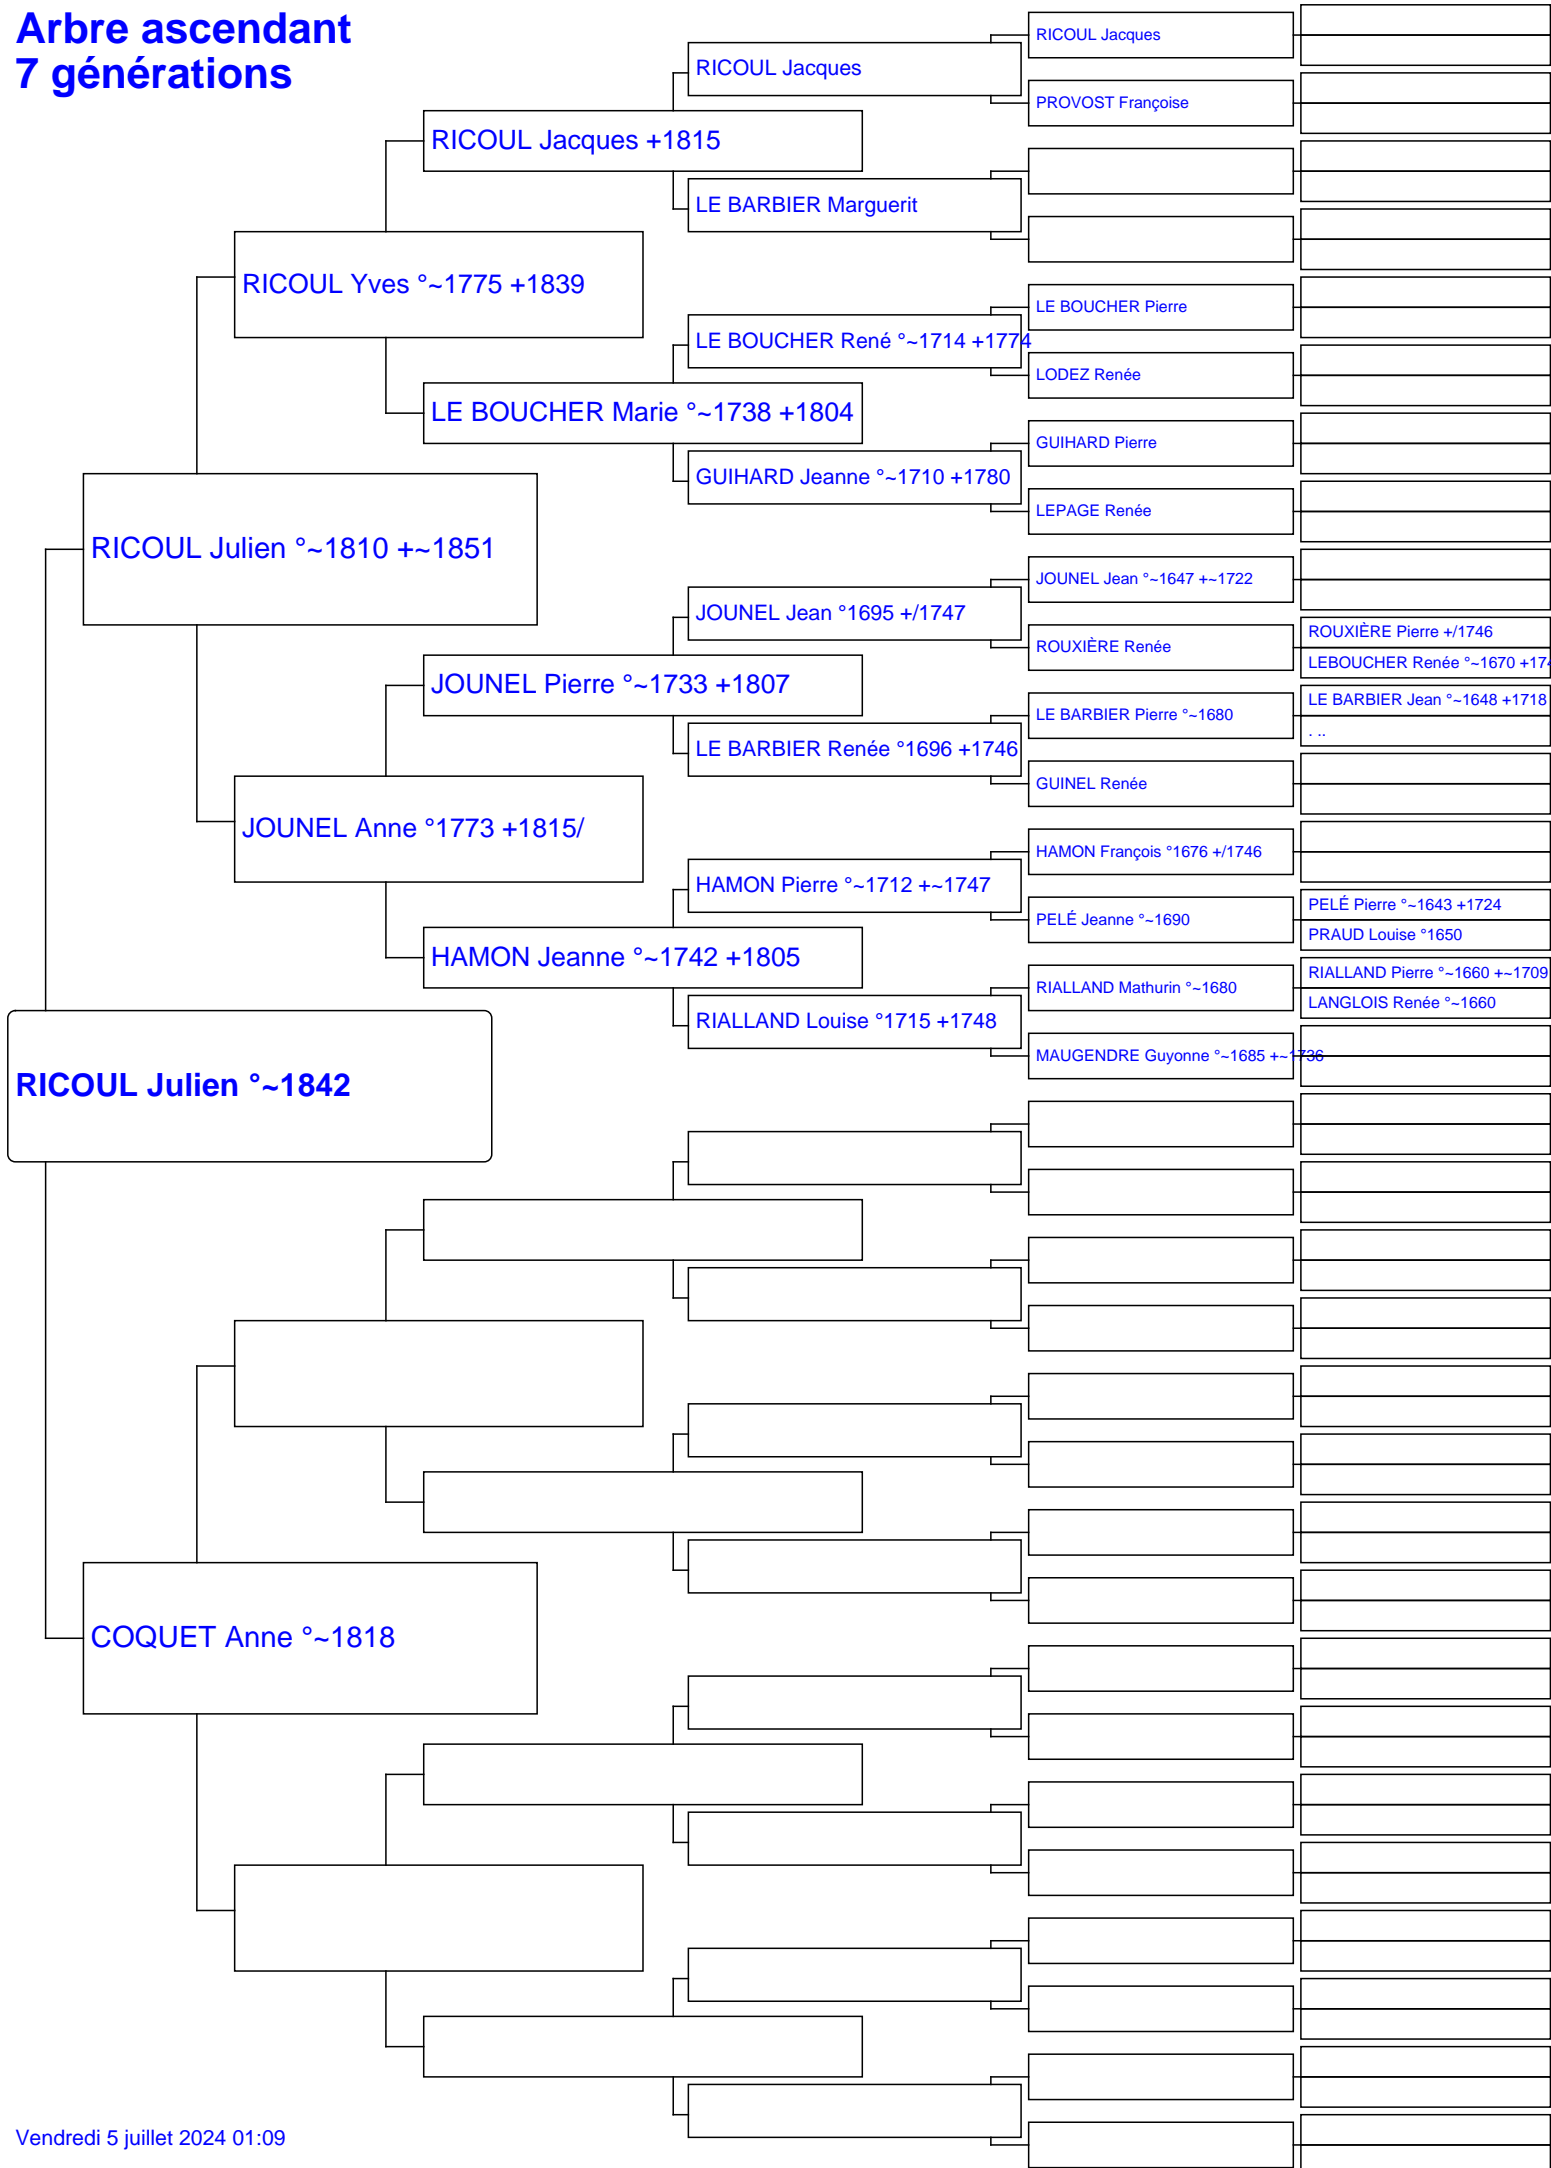 Arbre ascendant
7 générations
RICOUL Julien °~1842
RICOUL Julien °~1810 +~1851
COQUET Anne °~1818
RICOUL Yves °~1775 +1839
JOUNEL Anne °1773 +1815/
RICOUL Jacques +1815
LE BOUCHER Marie °~1738 +1804
JOUNEL Pierre °~1733 +1807
HAMON Jeanne °~1742 +1805
RICOUL Jacques
LE BARBIER Marguerit
LE BOUCHER René °~1714 +1774
GUIHARD Jeanne °~1710 +1780
JOUNEL Jean °1695 +/1747
LE BARBIER Renée °1696 +1746
HAMON Pierre °~1712 +~1747
RIALLAND Louise °1715 +1748
RICOUL Jacques
PROVOST Françoise
LE BOUCHER Pierre
LODEZ Renée
GUIHARD Pierre
LEPAGE Renée
JOUNEL Jean °~1647 +~1722
ROUXIÈRE Renée
LE BARBIER Pierre °~1680
GUINEL Renée
HAMON François °1676 +/1746
PELÉ Jeanne °~1690
RIALLAND Mathurin °~1680
MAUGENDRE Guyonne °~1685 +~1736
ROUXIÈRE Pierre +/1746
LEBOUCHER Renée °~1670 +174
LE BARBIER Jean °~1648 +1718
. ..
PELÉ Pierre °~1643 +1724
PRAUD Louise °1650
RIALLAND Pierre °~1660 +~1709
LANGLOIS Renée °~1660
Vendredi 5 juillet 2024 01:09